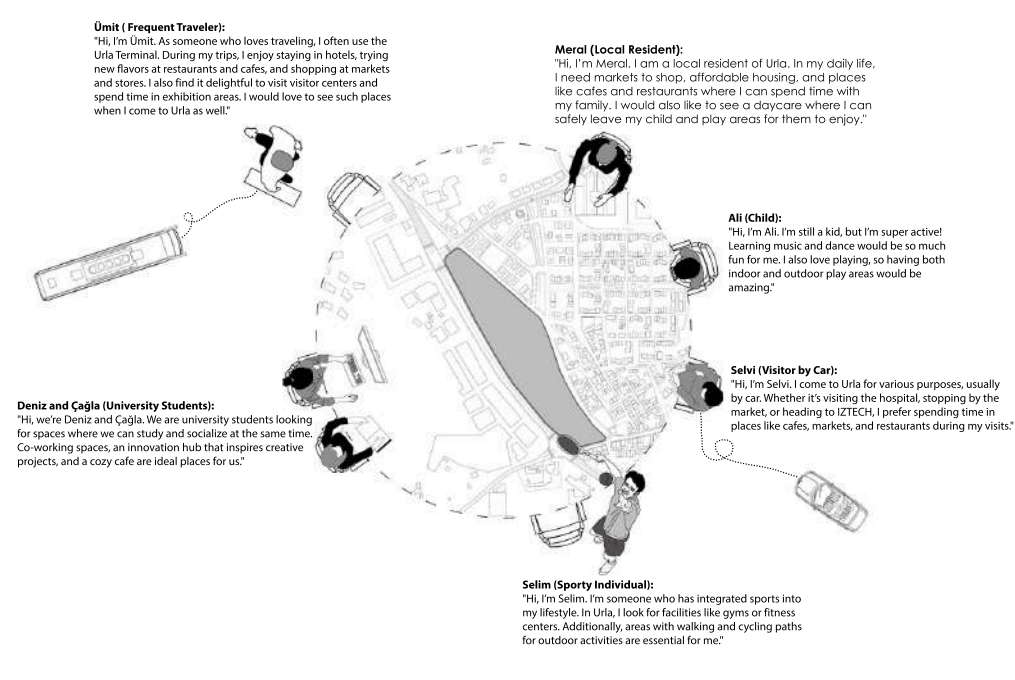 Ümit ( Frequent Traveler):
"Hi, I'm Ümit. As someone who loves traveling, I often use the
Urla Terminal. During my trips, I enjoy staying in hotels, trying
new flavors at restaurants and cafes, and shopping at markets
and stores. I also find it delightful to visit visitor centers and
spend time in exhibition areas. I would love to see such places
when I come to Urla as well."
Meral (Local Resident):
"Hi, I'm Meral. I am a local resident of Urla. In my daily life,
I need markets to shop, affordable housing, and places
like cafes and restaurants where I can spend time with
my family. I would also like to see a daycare where I can
safely leave my child and play areas for them to enjoy."
Ali (Child):
"Hi, I'm Ali. I'm still a kid, but I'm super active!
Learning music and dance would be so much
fun for me. I also love playing, so having both
indoor and outdoor play areas would be
amazing."
Selvi (Visitor by Car):
"Hi, I'm Selvi. I come to Urla for various purposes, usually
by car. Whether it's visiting the hospital, stopping by the
market, or heading to IZTECH, I prefer spending time in
places like cafes, markets, and restaurants during my visits."
Deniz and Çağla (University Students):
"Hi, we're Deniz and Çağla. We are university students looking
for spaces where we can study and socialize at the same time.
Co-working spaces, an innovation hub that inspires creative
projects, and a cozy cafe are ideal places for us."
Selim (Sporty Individual):
"Hi, I'm Selim. I'm someone who has integrated sports into
my lifestyle. In Urla, I look for facilities like gyms or fitness
centers. Additionally, areas with walking and cycling paths
for outdoor activities are essential for me."